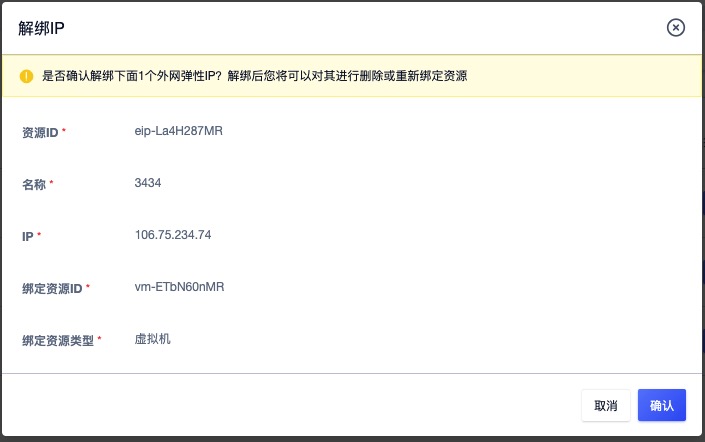 解绑IP
是否确认解绑下面1个外网弹性IP？解绑后您将可以对其进行删除或重新绑定资源
资源ID * eip-La4H287MR
名称 * 3434
IP * 106.75.234.74
绑定资源ID * vm-ETbN60nMR
绑定资源类型 * 虚拟机
取消 确认